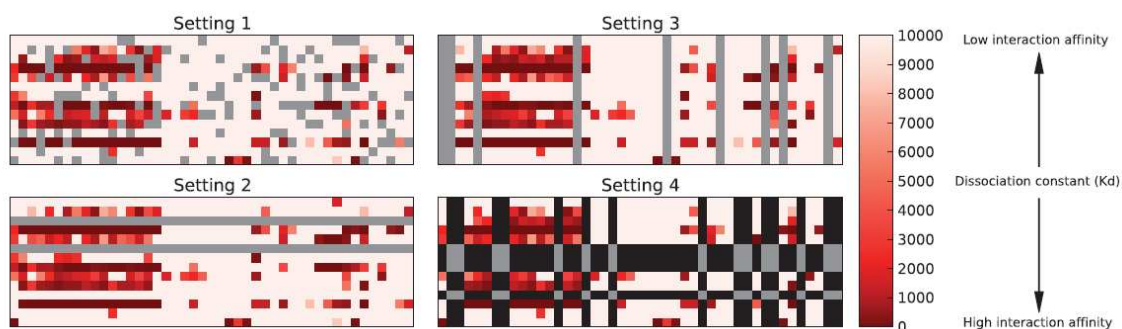 Setting 1
Setting 3
Setting 2
Setting 4
10000
9000
8000
7000
6000
5000
4000
3000
2000
1000
0
Low interaction affinity
Dissociation constant (Kd)
High interaction affinity